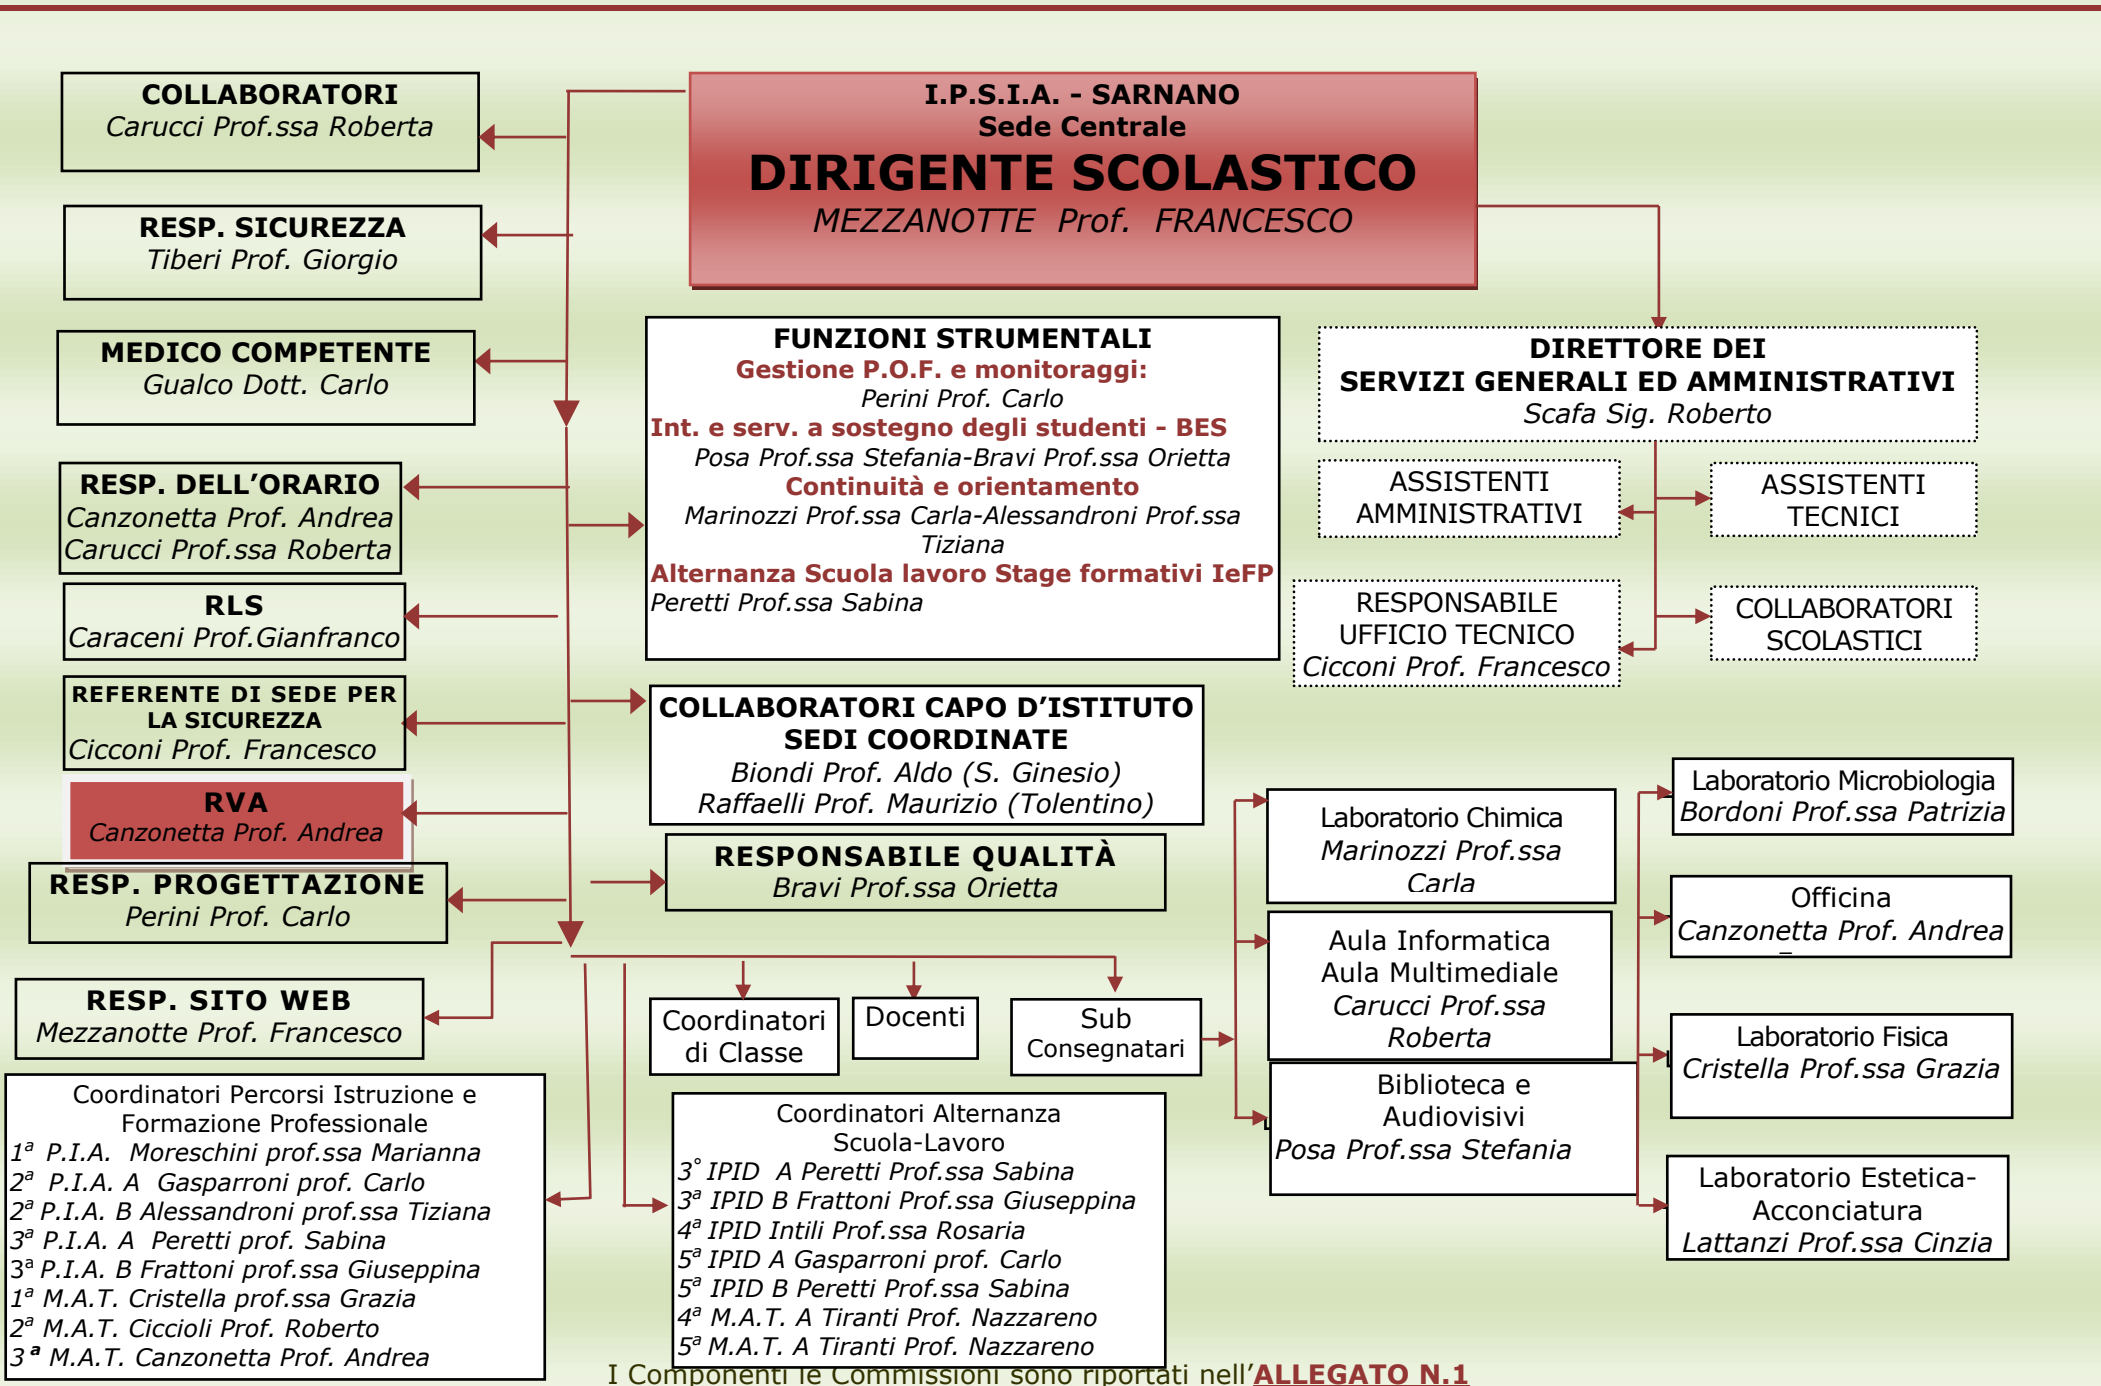 I.P.S.I.A. - SARNANO
Sede Centrale
DIRIGENTE SCOLASTICO
MEZZANOTTE Prof. FRANCESCO
COLLABORATORI
Carucci Prof.ssa Roberta
RESP. SICUREZZA
Tiberi Prof. Giorgio
MEDICO COMPETENTE
Gualco Dott. Carlo
RESP. DELL’ORARIO
Canzonetta Prof. Andrea
Carucci Prof.ssa Roberta
RLS
Caraceni Prof.Gianfranco
REFERENTE DI SEDE PER
LA SICUREZZA
Cicconi Prof. Francesco
RVA
Canzonetta Prof. Andrea
RESP. PROGETTAZIONE
Perini Prof. Carlo
RESP. SITO WEB
Mezzanotte Prof. Francesco
FUNZIONI STRUMENTALI
Gestione P.O.F. e monitoraggi:
Perini Prof. Carlo
Int. e serv. a sostegno degli studenti - BES
Posa Prof.ssa Stefania-Bravi Prof.ssa Orietta
Continuità e orientamento
Marinozzi Prof.ssa Carla-Alessandroni Prof.ssa
Tiziana
Alternanza Scuola lavoro Stage formativi IeFP
Peretti Prof.ssa Sabina
COLLABORATORI CAPO D’ISTITUTO
SEDI COORDINATE
Biondi Prof. Aldo (S. Ginesio)
Raffaelli Prof. Maurizio (Tolentino)
RESPONSABILE QUALITÀ
Bravi Prof.ssa Orietta
DIRETTORE DEI
SERVIZI GENERALI ED AMMINISTRATIVI
Scafa Sig. Roberto
ASSISTENTI
AMMINISTRATIVI
ASSISTENTI
TECNICI
RESPONSABILE
UFFICIO TECNICO
Cicconi Prof. Francesco
COLLABORATORI
SCOLASTICI
Coordinatori
di Classe
Docenti
Sub
Consegnatari
Laboratorio Chimica
Marinozzi Prof.ssa
Carla
Aula Informatica
Aula Multimediale
Carucci Prof.ssa
Roberta
Biblioteca e
Audiovisivi
Posa Prof.ssa Stefania
Laboratorio Microbiologia
Bordoni Prof.ssa Patrizia
Officina
Canzonetta Prof. Andrea
Laboratorio Fisica
Cristella Prof.ssa Grazia
Laboratorio Estetica-
Acconciatura
Lattanzi Prof.ssa Cinzia
Coordinatori Percorsi Istruzione e
Formazione Professionale
1ª P.I.A. Moreschini prof.ssa Marianna
2ª P.I.A. A Gasparroni prof. Carlo
2ª P.I.A. B Alessandroni prof.ssa Tiziana
3ª P.I.A. A Peretti prof. Sabina
3ª P.I.A. B Frattoni prof.ssa Giuseppina
1ª M.A.T. Cristella prof.ssa Grazia
2ª M.A.T. Ciccioli Prof. Roberto
3ª M.A.T. Canzonetta Prof. Andrea
Coordinatori Alternanza
Scuola-Lavoro
3° IPID A Peretti Prof.ssa Sabina
3ª IPID B Frattoni Prof.ssa Giuseppina
4ª IPID Intili Prof.ssa Rosaria
5ª IPID A Gasparroni prof. Carlo
5ª IPID B Peretti Prof.ssa Sabina
4ª M.A.T. A Tiranti Prof. Nazzareno
5ª M.A.T. A Tiranti Prof. Nazzareno
I Componenti le Commissioni sono riportati nell’ALLEGATO N.1